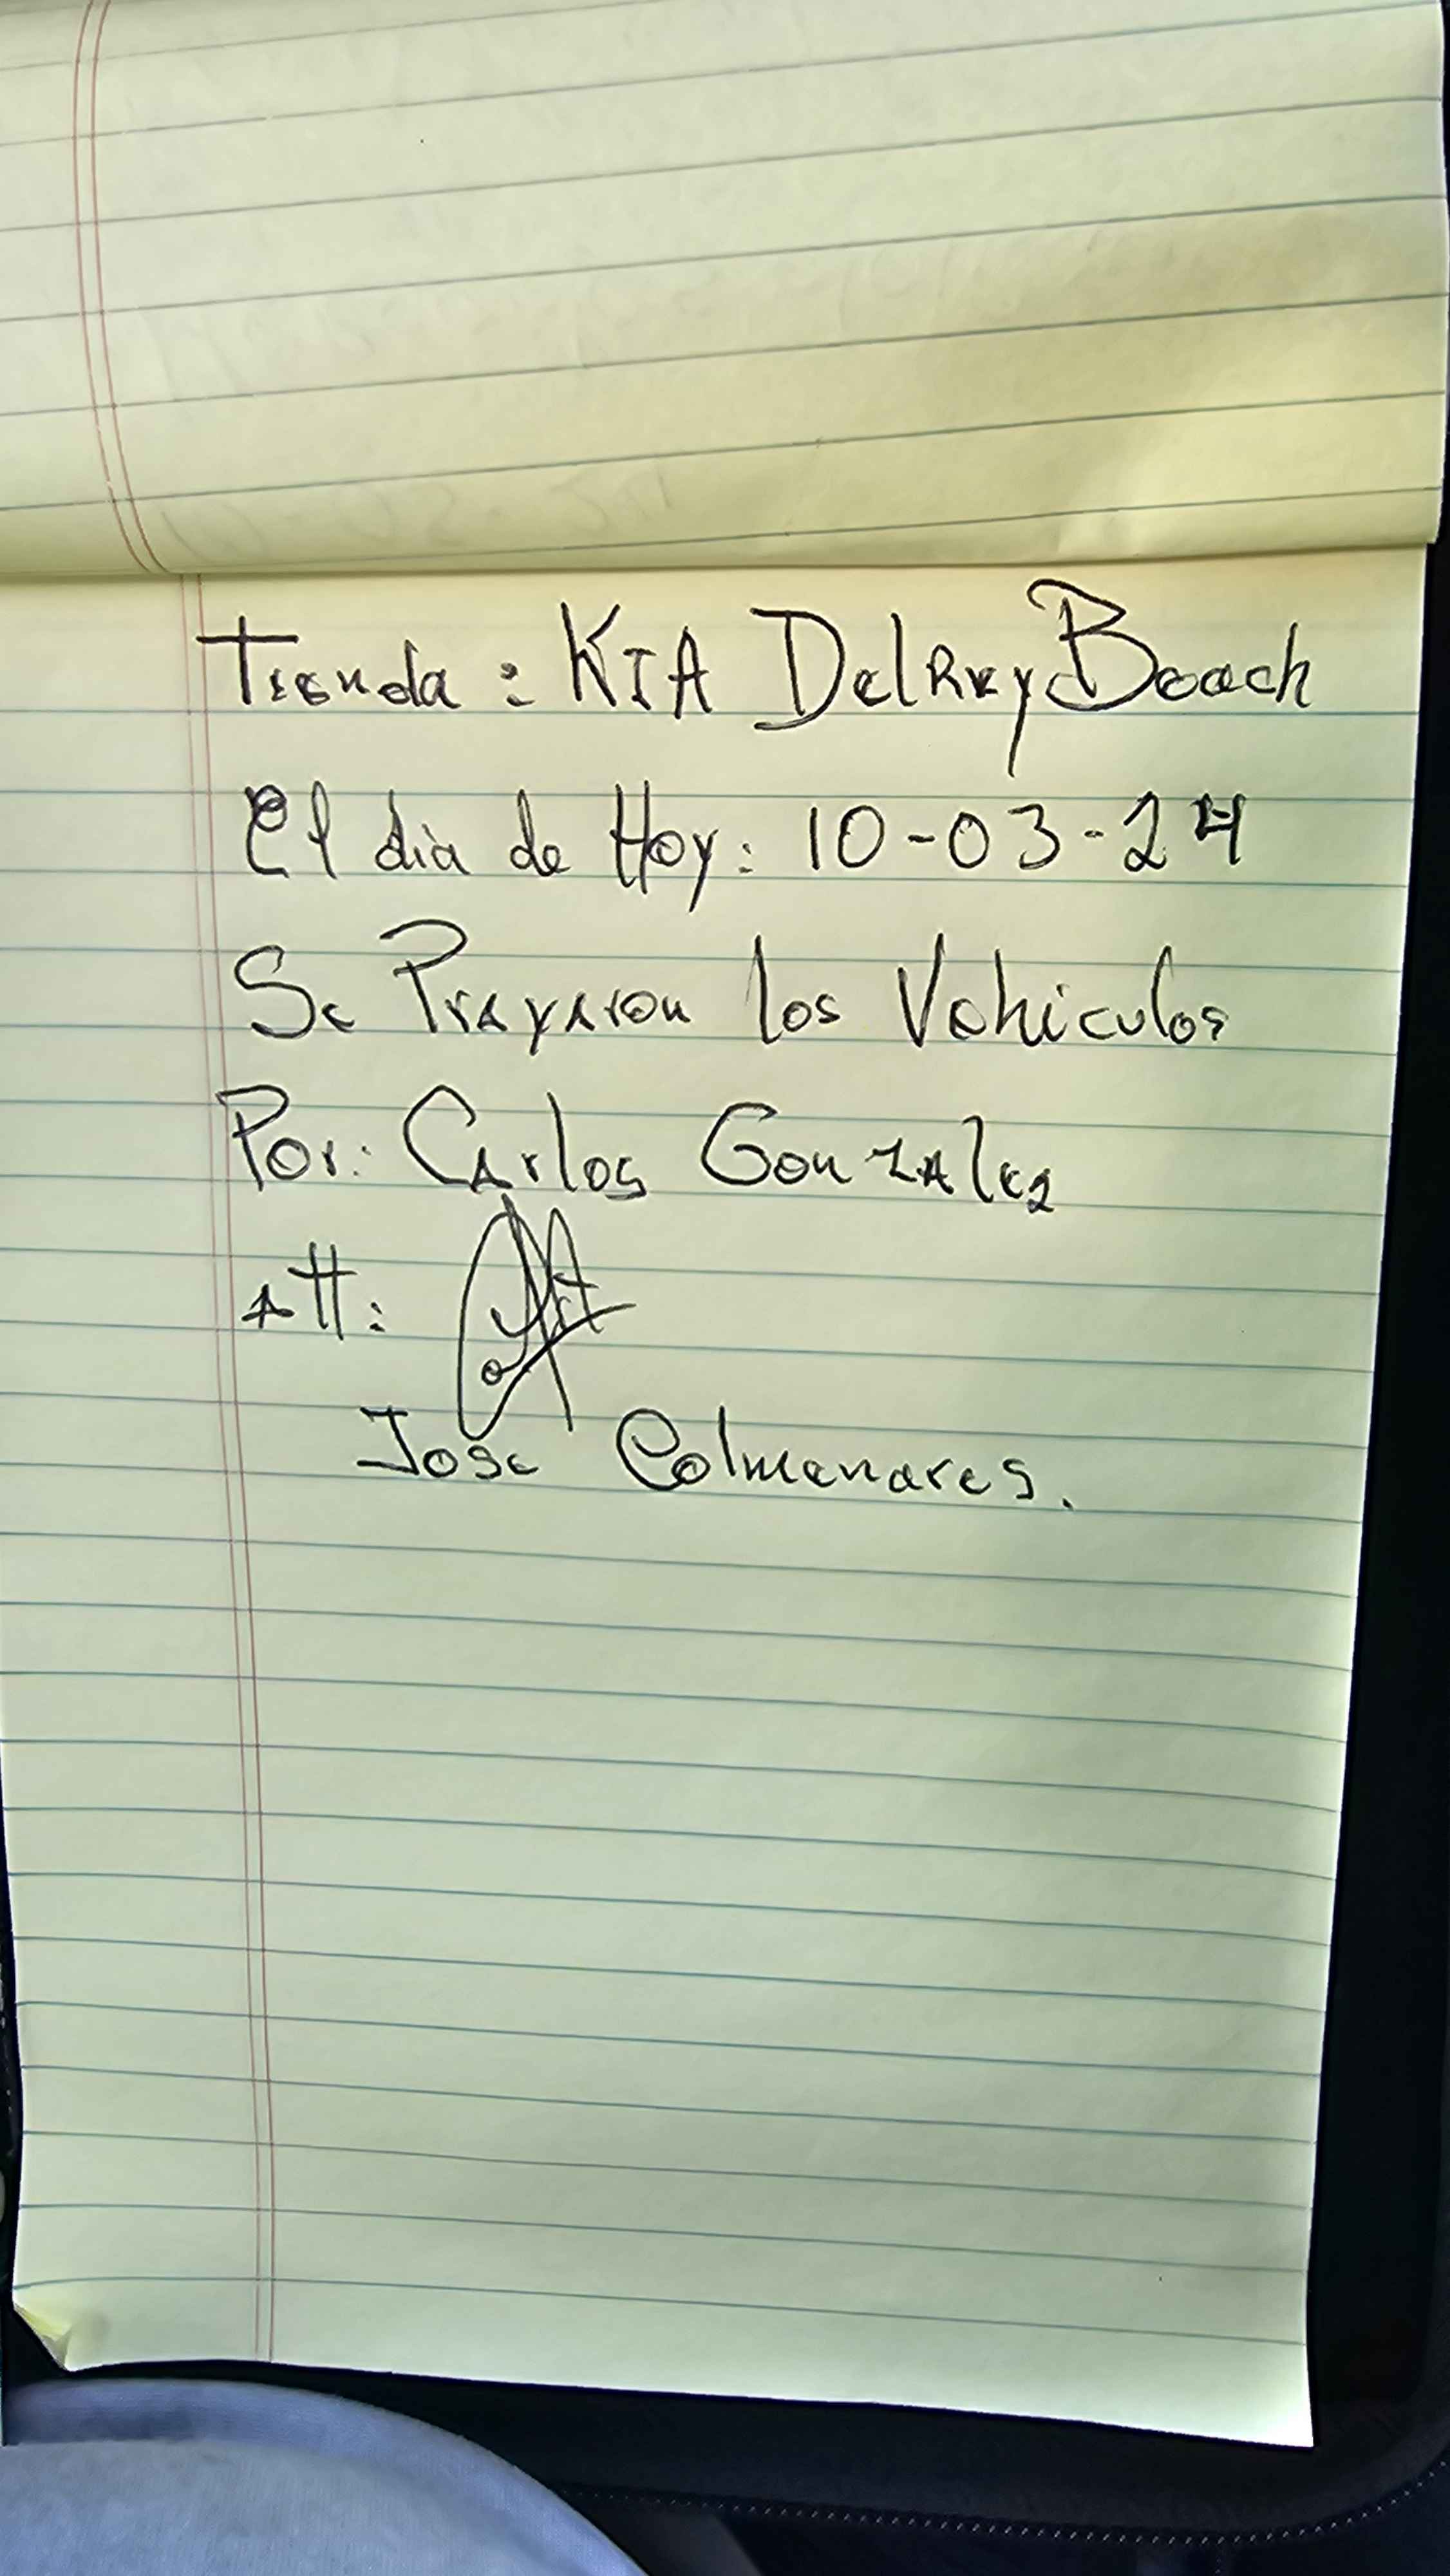 Tienda: KIA DelRay Beach
El dia de Hoy: 10-03-24
Se Prayaron los Vehiculos
Por: Carlos Gonzalez
Att:
Jose Colmenares.